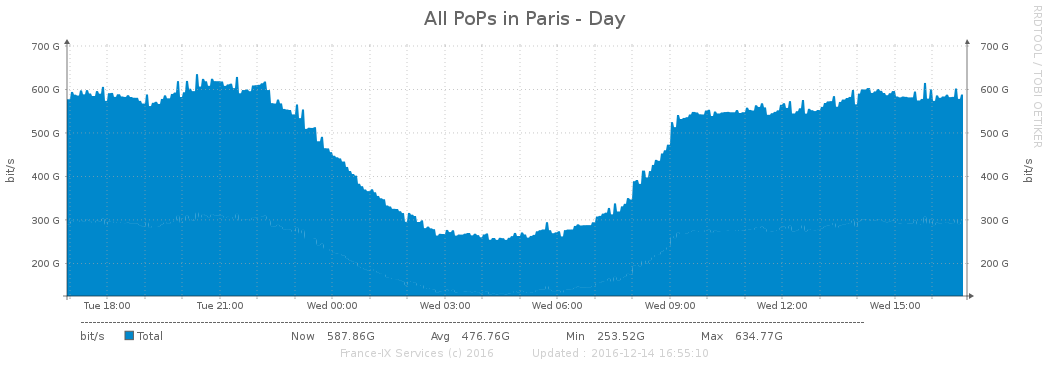 All PoPs in Paris - Day
RRDTOOL / TOBI OETIKER
700 G 700 G
600 G 600 G
500 G 500 G
400 G 400 G
300 G 300 G
200 G 200 G
bit/s bit/s
Tue 18:00 Tue 21:00 Wed 00:00 Wed 03:00 Wed 06:00 Wed 09:00 Wed 12:00 Wed 15:00
bit/s Total Now 587.86G Avg 476.76G Min 253.52G Max 634.77G
France-IX Services (c) 2016 Updated : 2016-12-14 16:55:10